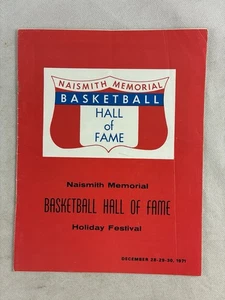 NAISMITH MEMORIAL
BASKETBALL
HALL
of
FAME
Naismith Memorial
BASKETBALL HALL OF FAME
Holiday Festival
DECEMBER 28-29-30, 1971